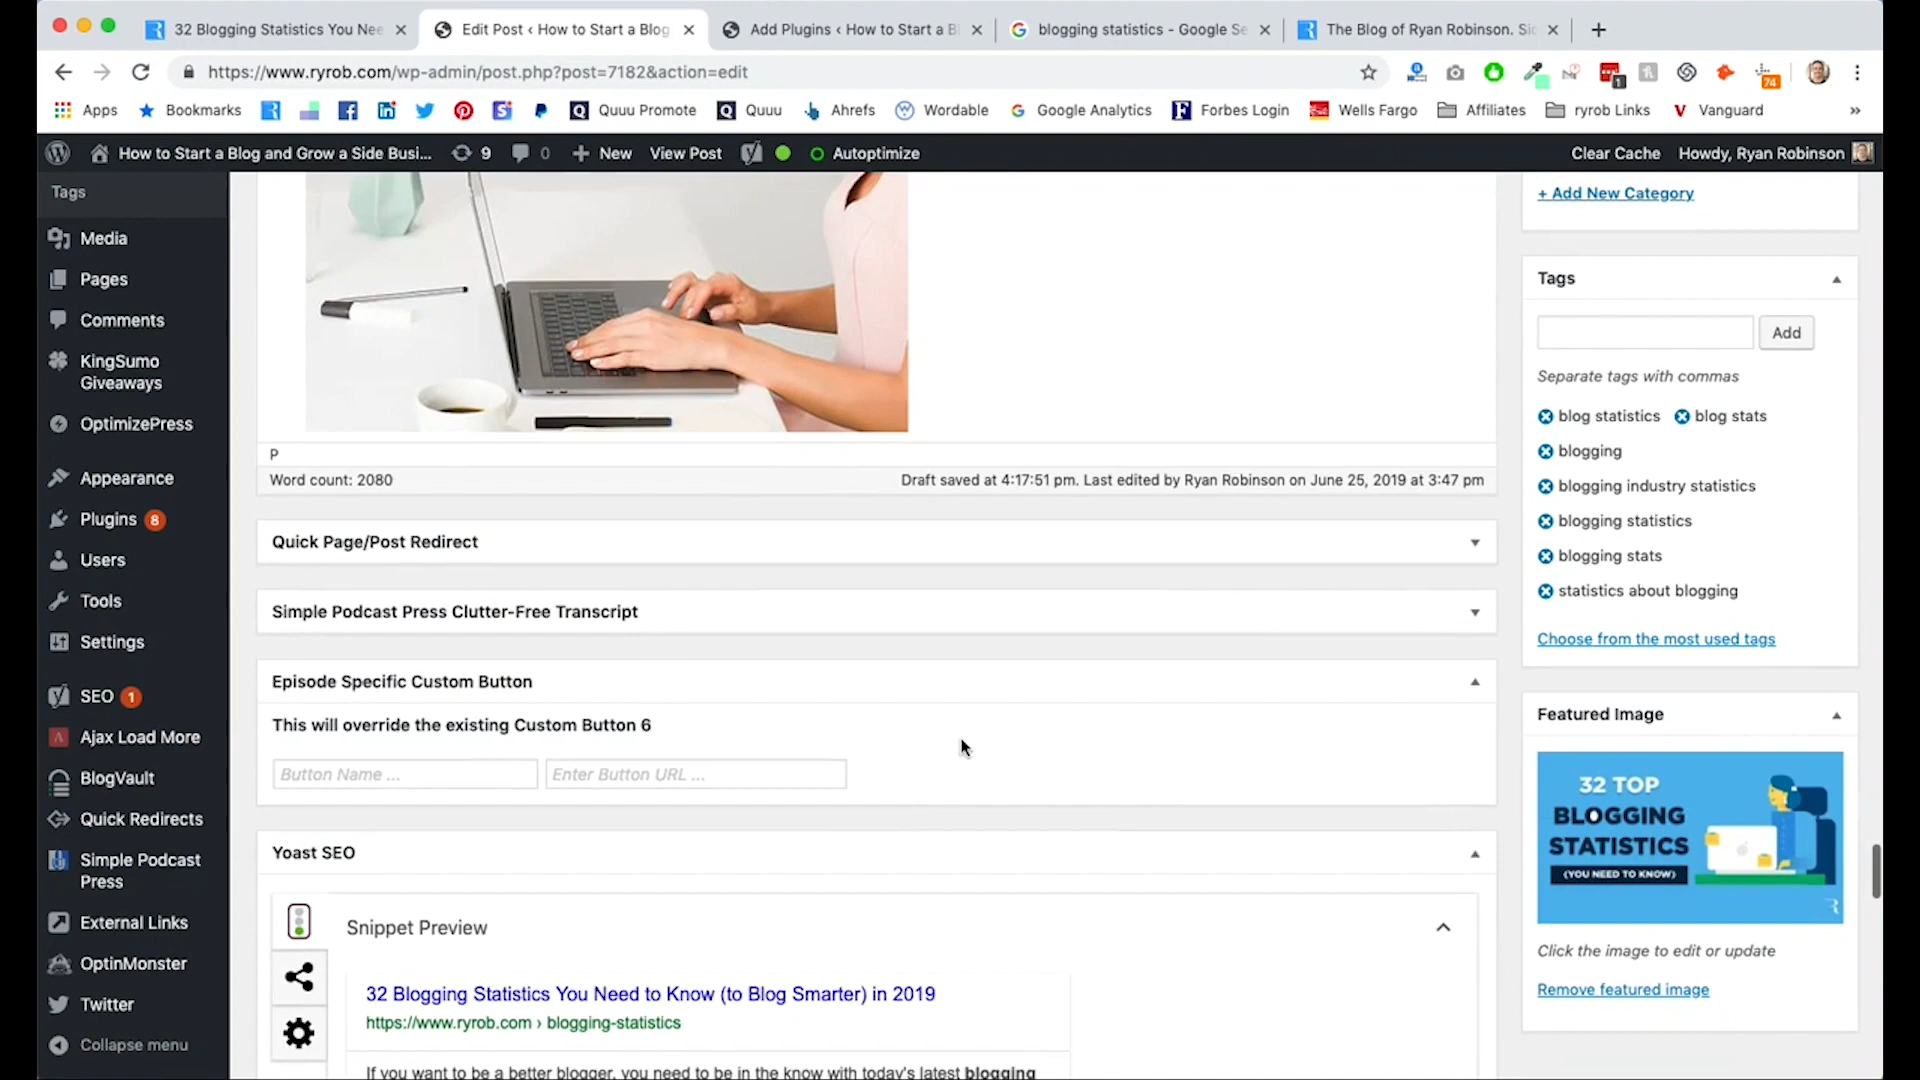 32 Blogging Statistics You Nee
Edit Post ‹ How to Start a Blog
Add Plugins ‹ How to Start a Bl
blogging statistics - Google Se
The Blog of Ryan Robinson. Sid
https://www.ryrob.com/wp-admin/post.php?post=7182&action=edit
1
74
Apps
Bookmarks
Quuu Promote
Quuu
Ahrefs
Wordable
Google Analytics
Forbes Login
Wells Fargo
Affiliates
ryrob Links
Vanguard
»
How to Start a Blog and Grow a Side Busi...
9
0
New
View Post
Autoptimize
Clear Cache
Howdy, Ryan Robinson
Tags
Media
Pages
Comments
KingSumo
Giveaways
OptimizePress
Appearance
Plugins 8
Users
Tools
Settings
SEO 1
Ajax Load More
BlogVault
Quick Redirects
Simple Podcast
Press
External Links
OptinMonster
Twitter
Collapse menu
P
Word count: 2080
Draft saved at 4:17:51 pm. Last edited by Ryan Robinson on June 25, 2019 at 3:47 pm
Quick Page/Post Redirect
Simple Podcast Press Clutter-Free Transcript
Episode Specific Custom Button
This will override the existing Custom Button 6
Button Name ...
Enter Button URL ...
Yoast SEO
Snippet Preview
32 Blogging Statistics You Need to Know (to Blog Smarter) in 2019
https://www.ryrob.com › blogging-statistics
If you want to be a better blogger, you need to be in the know with today's latest blogging
+ Add New Category
Tags
Add
Separate tags with commas
blog statistics
blog stats
blogging
blogging industry statistics
blogging statistics
blogging stats
statistics about blogging
Choose from the most used tags
Featured Image
32 TOP
BLOGGING
STATISTICS
(YOU NEED TO KNOW)
Click the image to edit or update
Remove featured image